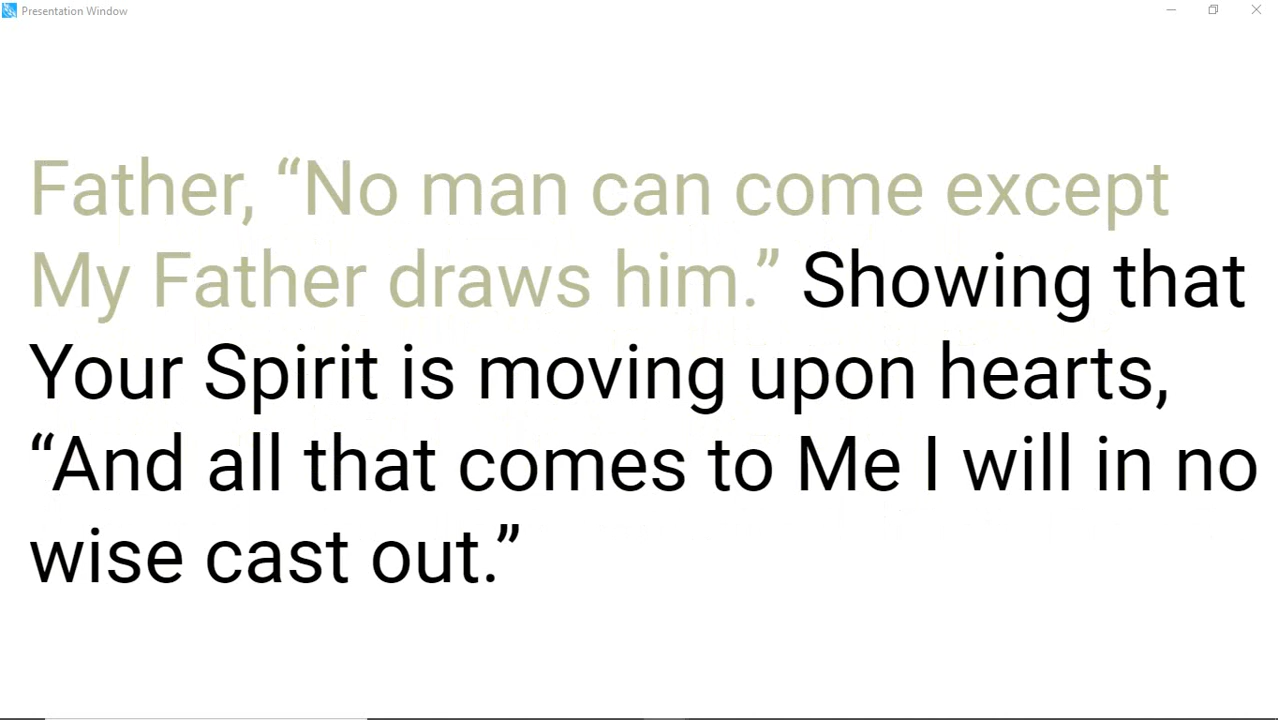 Presentation Window
Father, “No man can come except
My Father draws him.” Showing that
Your Spirit is moving upon hearts,
“And all that comes to Me I will in no
wise cast out.”